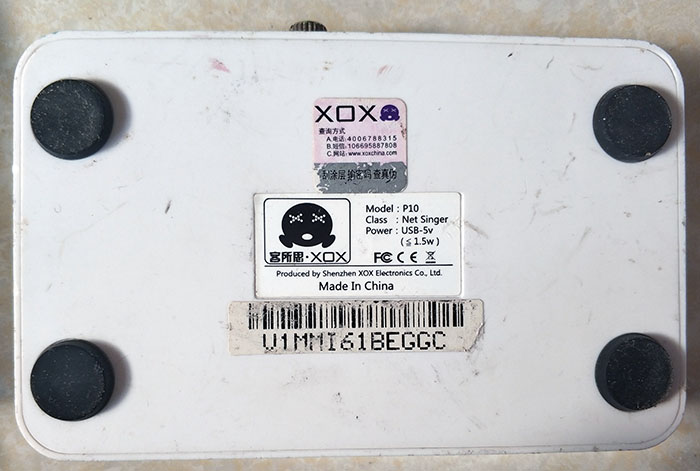 XOX
查询方式
A.电话:4006788315
B.短信:106695887808
C.网站:www.xoxchina.com
刮涂层 输密码 查真伪
客所思·XOX
Model : P10
Class : Net Singer
Power : USB-5v
(≦1.5w)
FC CE
Produced by Shenzhen XOX Electronics Co., Ltd.
Made In China
V1MMI61BEGGC